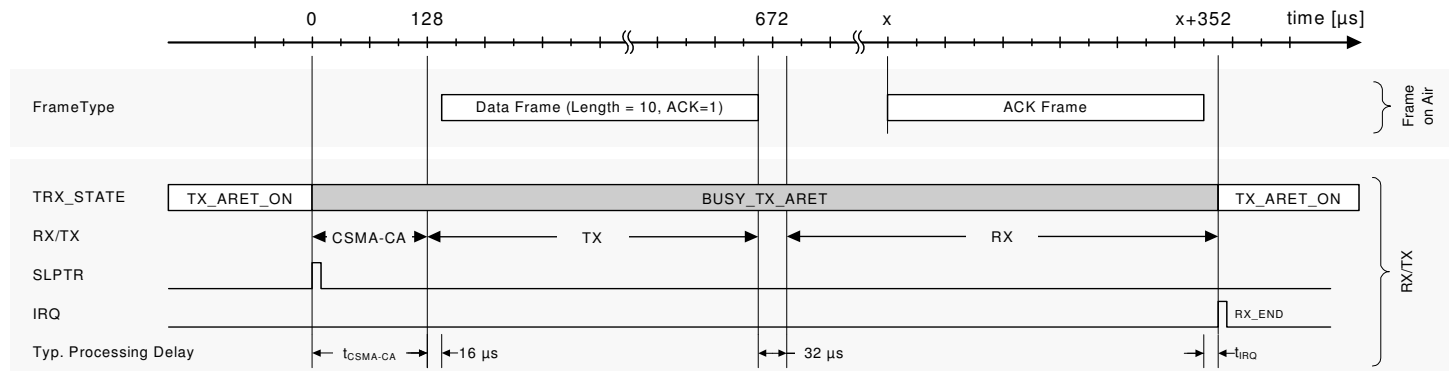 0 128 672 x x+352 time [µs]
FrameType Data Frame (Length = 10, ACK=1) ACK Frame
Frame
on Air
TRX_STATE TX_ARET_ON BUSY_TX_ARET TX_ARET_ON
RX/TX CSMA-CA TX RX
SLPTR
RX/TX
IRQ RX_END
Typ. Processing Delay tCSMA-CA 16 µs 32 µs tIRQ